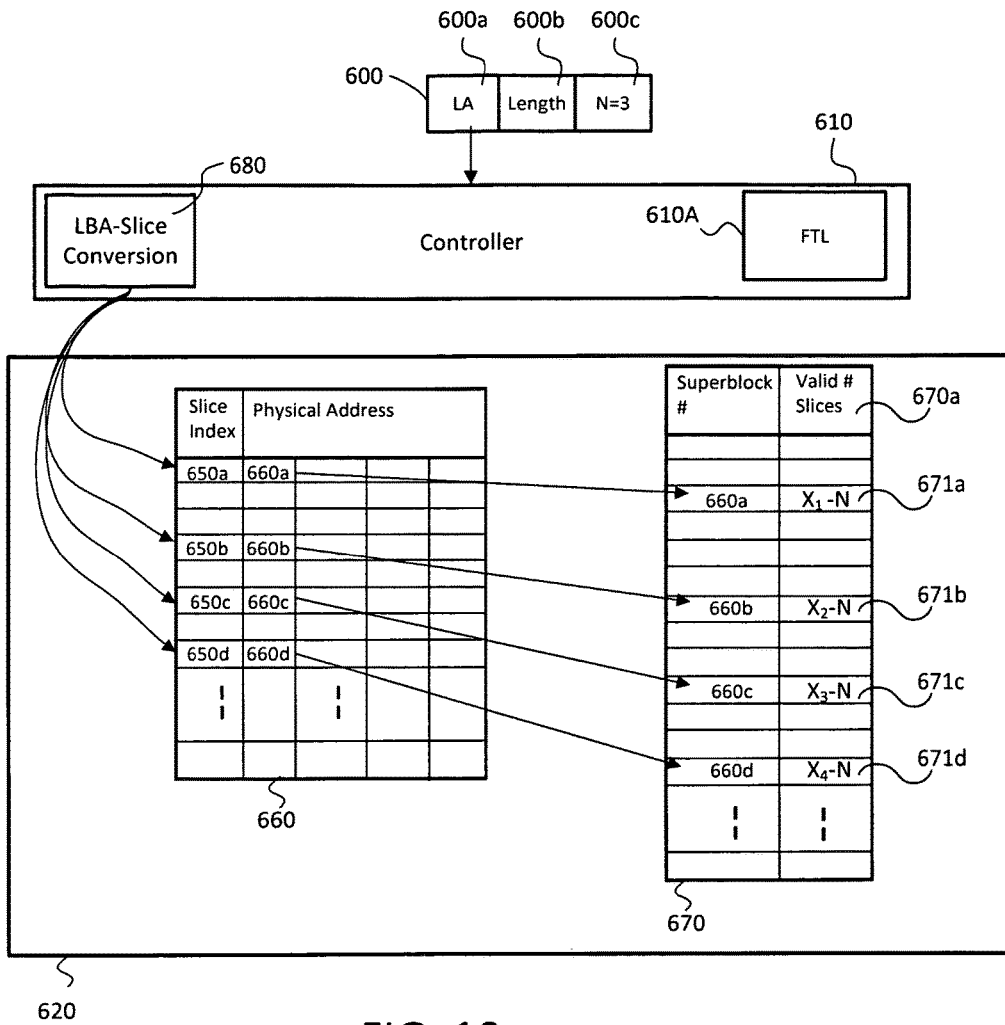 600a 600b 600c
600
LA Length N=3
610
680
LBA-Slice
Conversion
Controller
610A
FTL
Slice
Index
Physical Address
Superblock
#
Valid #
Slices
670a
650a 660a
660a X₁-N 671a
650b 660b
660b X₂-N 671b
650c 660c
660c X₃-N 671c
650d 660d
660d X₄-N 671d
660
670
620